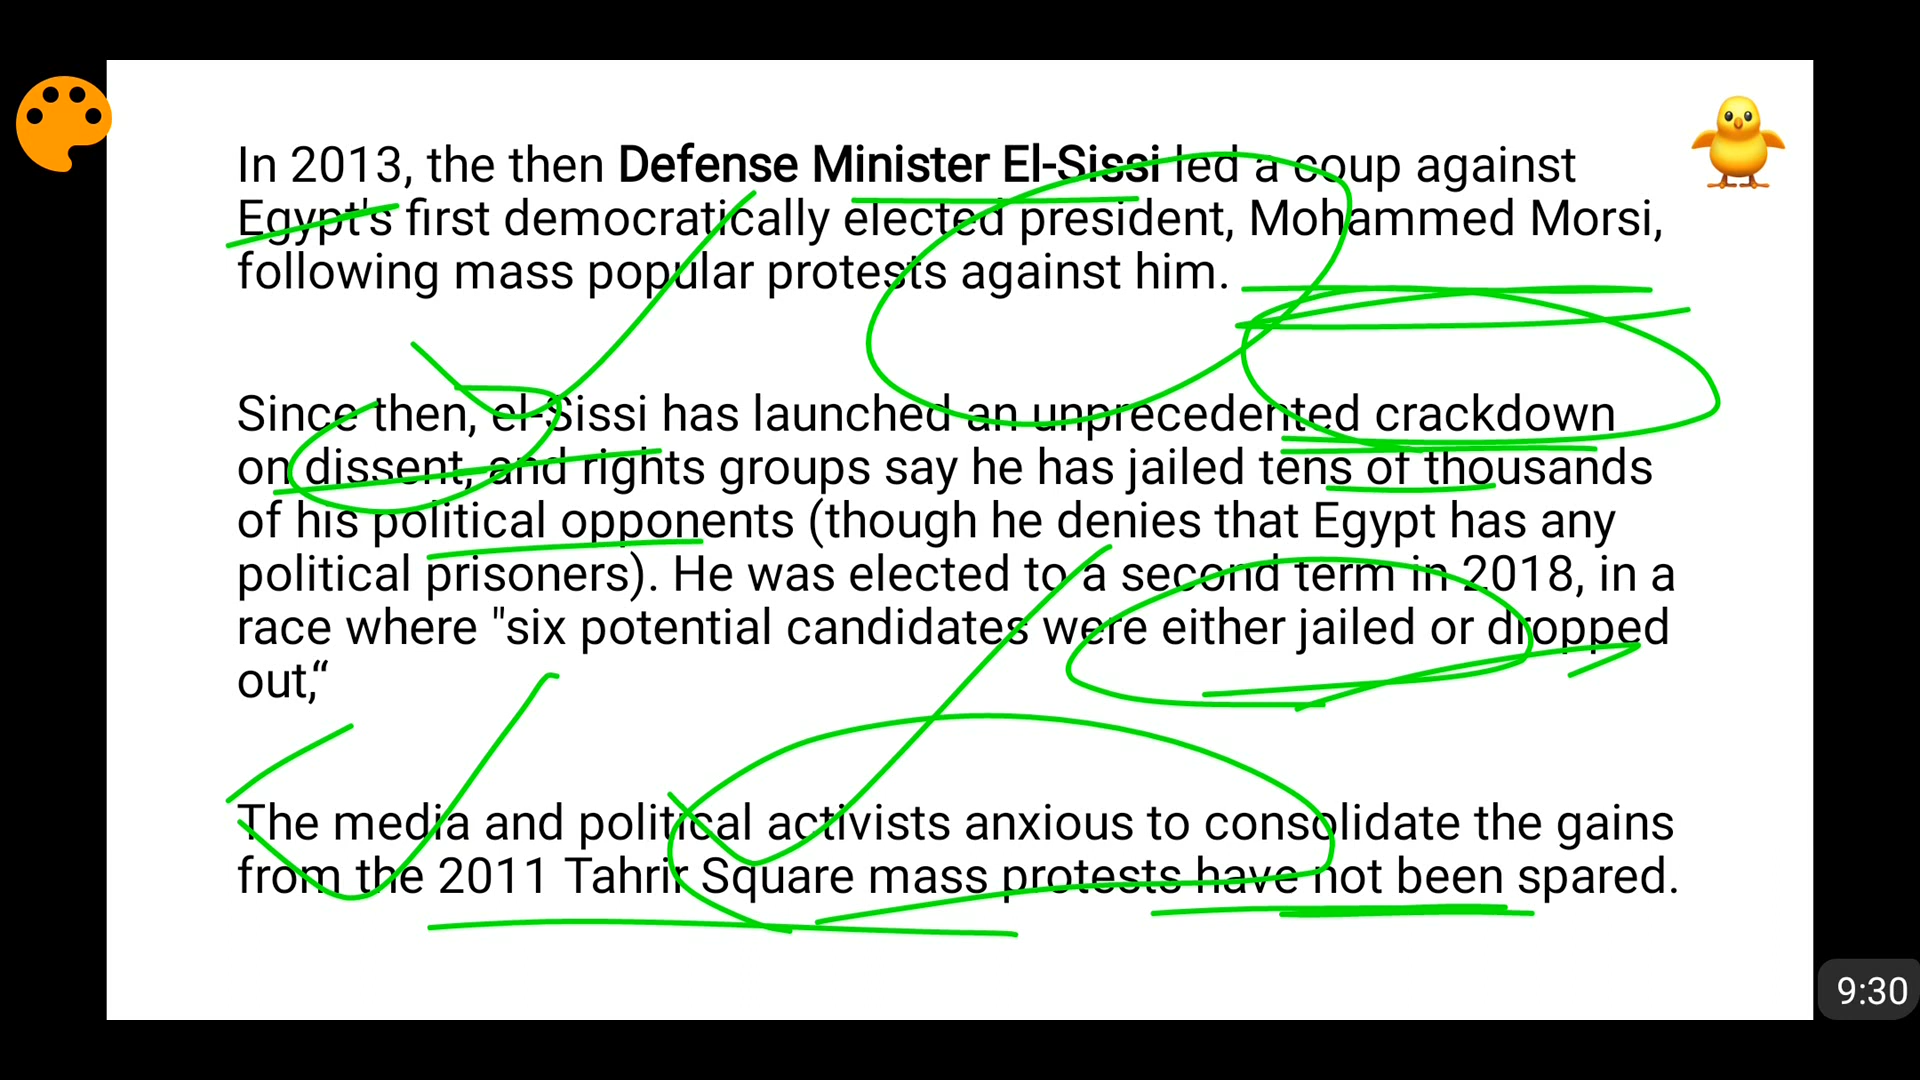 In 2013, the then Defense Minister El-Sissi led a coup against
Egypt's first democratically elected president, Mohammed Morsi,
following mass popular protests against him.
Since then, el-Sissi has launched an unprecedented crackdown
on dissent, and rights groups say he has jailed tens of thousands
of his political opponents (though he denies that Egypt has any
political prisoners). He was elected to a second term in 2018, in a
race where "six potential candidates were either jailed or dropped
out,“
The media and political activists anxious to consolidate the gains
from the 2011 Tahrir Square mass protests have not been spared.
9:30